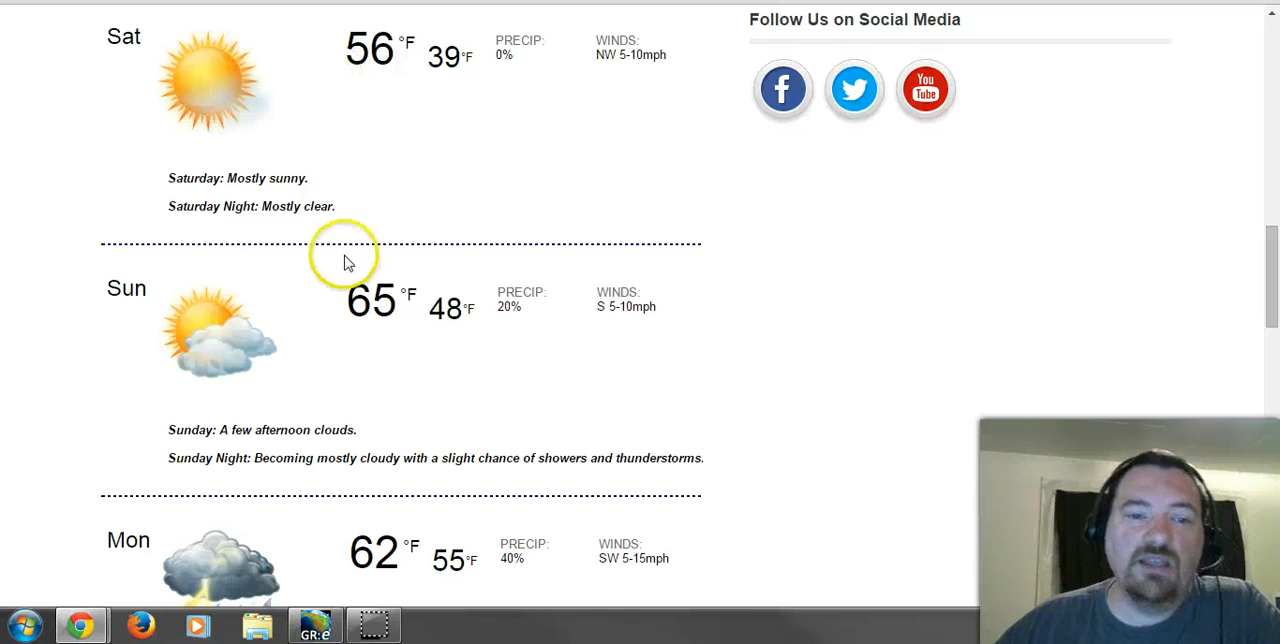 Follow Us on Social Media
f
You
Tube
Sat
56 °F 39°F
PRECIP:
0%
WINDS:
NW 5-10mph
Saturday: Mostly sunny.
Saturday Night: Mostly clear.
Sun
65 °F 48°F
PRECIP:
20%
WINDS:
S 5-10mph
Sunday: A few afternoon clouds.
Sunday Night: Becoming mostly cloudy with a slight chance of showers and thunderstorms.
Mon
62 °F 55°F
PRECIP:
40%
WINDS:
SW 5-15mph
GR:e